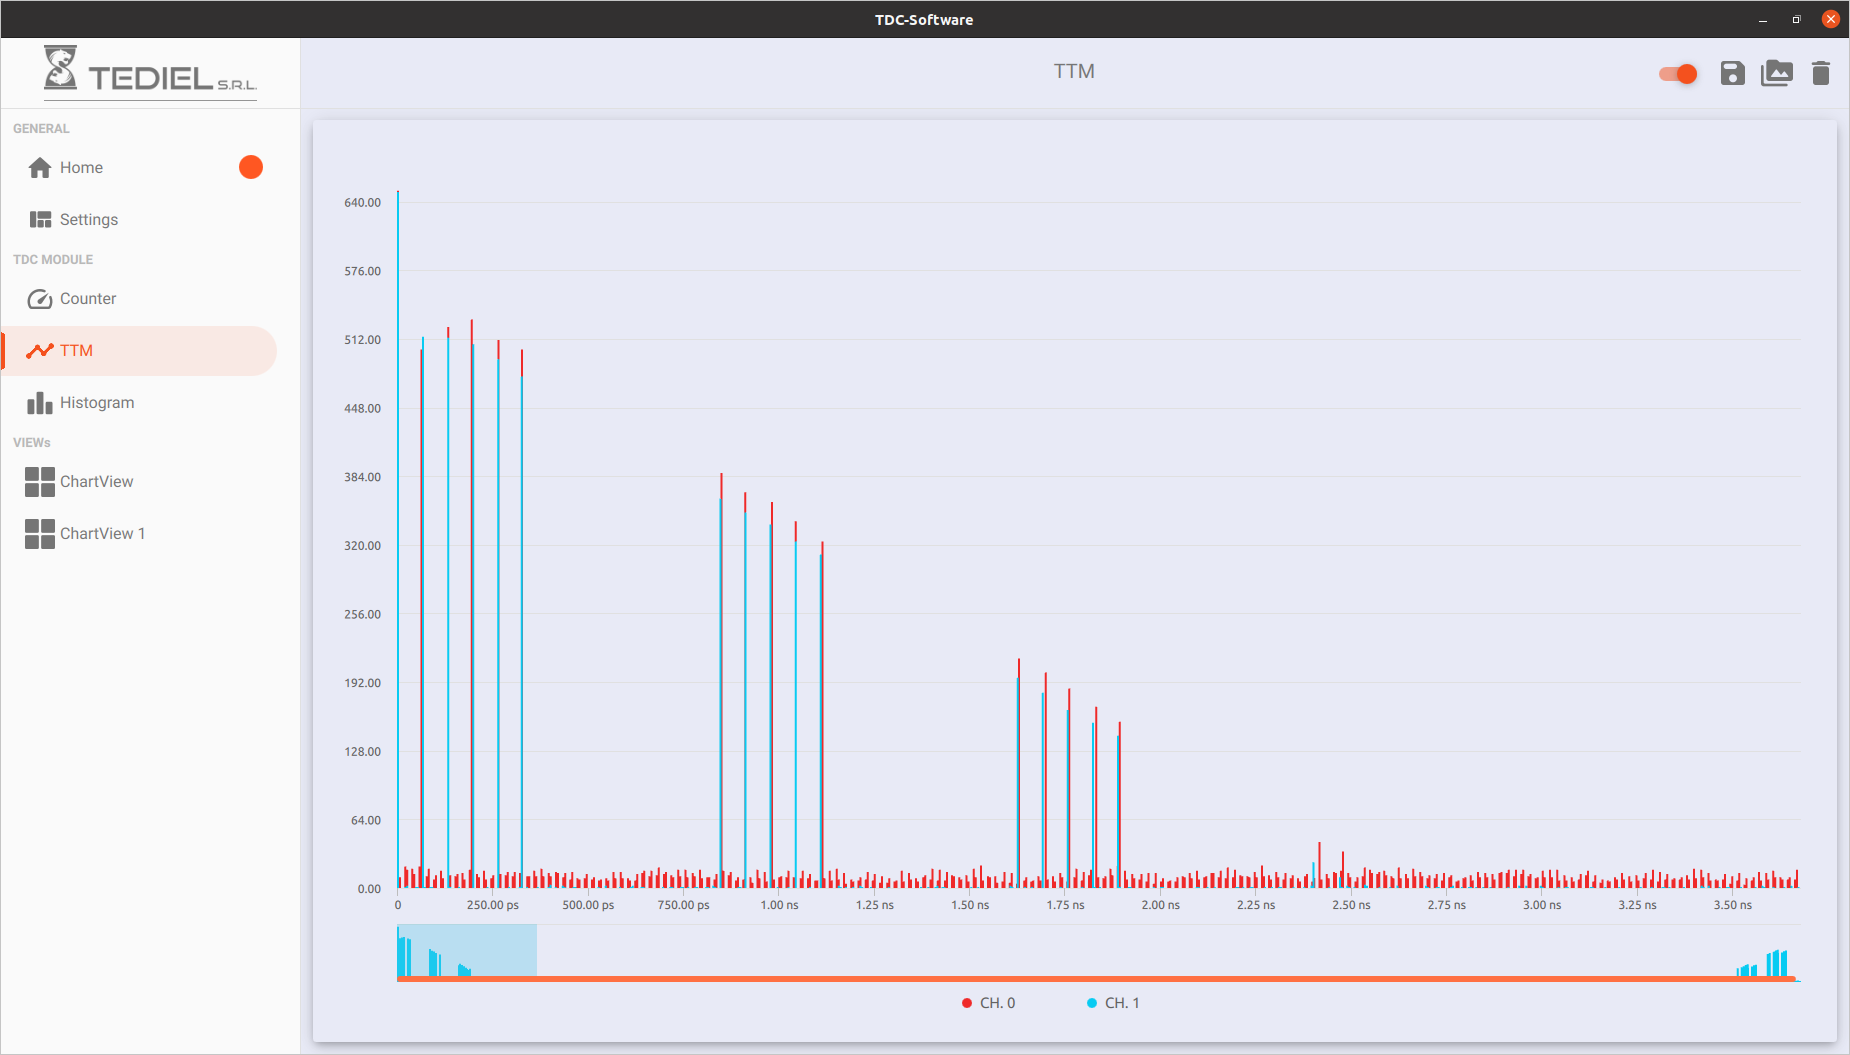 TDC-Software
TEDIEL S.R.L.
TTM
GENERAL
Home
Settings
TDC MODULE
Counter
TTM
Histogram
VIEWs
ChartView
ChartView 1
640.00
576.00
512.00
448.00
384.00
320.00
256.00
192.00
128.00
64.00
0.00
0 250.00 ps 500.00 ps 750.00 ps 1.00 ns 1.25 ns 1.50 ns 1.75 ns 2.00 ns 2.25 ns 2.50 ns 2.75 ns 3.00 ns 3.25 ns 3.50 ns
CH. 0 CH. 1